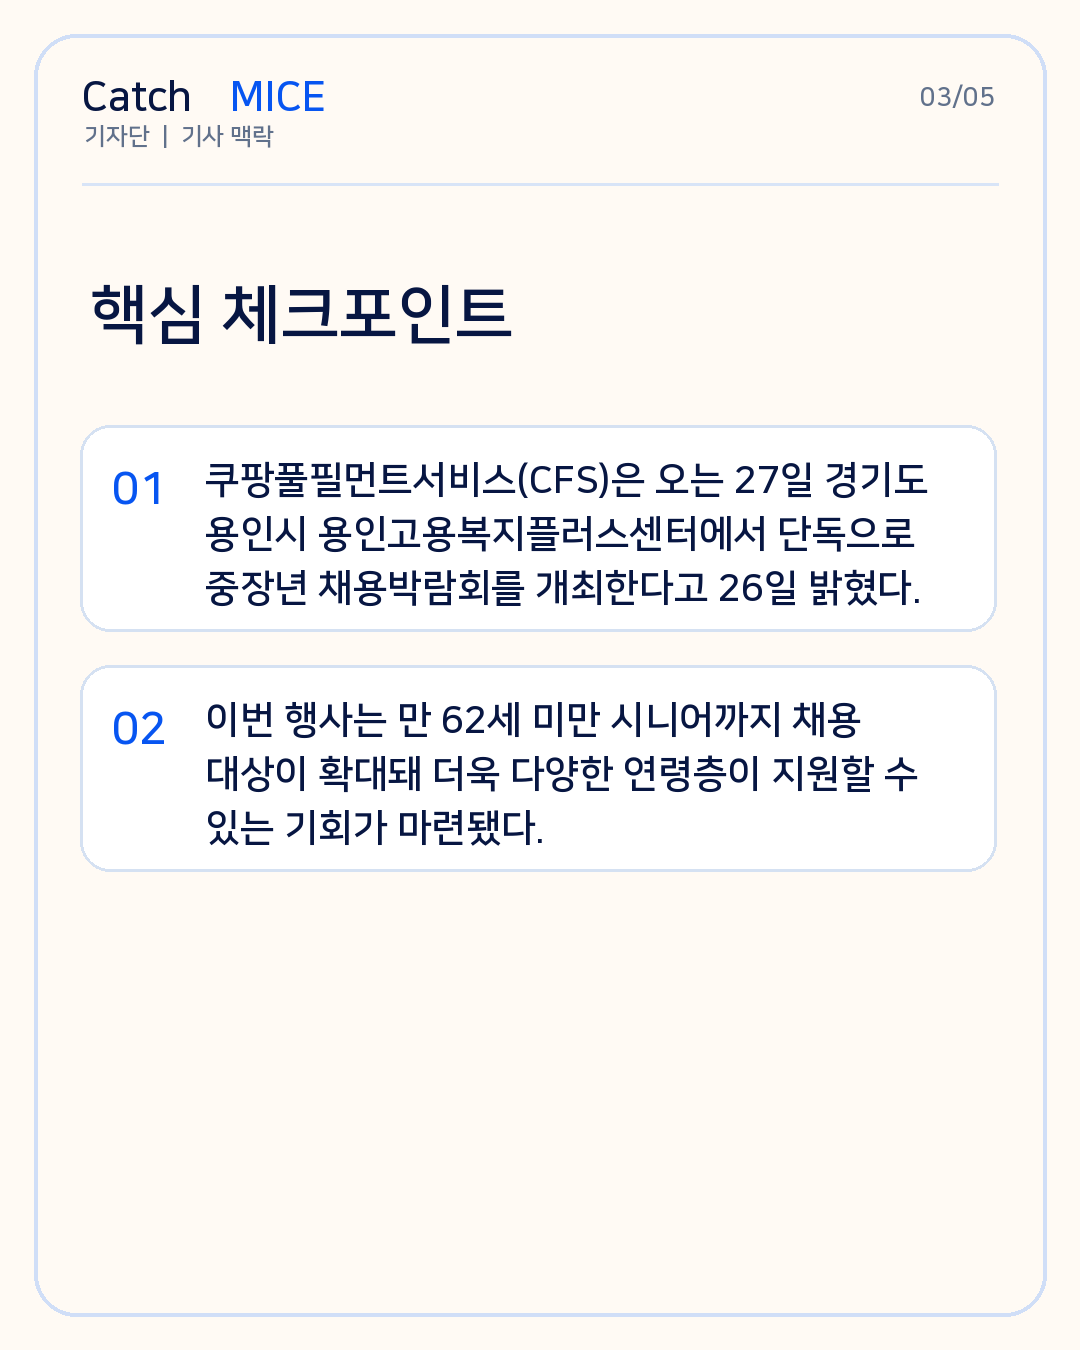 Catch MICE
03/05
기자단 | 기사 맥락
핵심 체크포인트
01
쿠팡풀필먼트서비스(CFS)은 오는 27일 경기도
용인시 용인고용복지플러스센터에서 단독으로
중장년 채용박람회를 개최한다고 26일 밝혔다.
02
이번 행사는 만 62세 미만 시니어까지 채용
대상이 확대돼 더욱 다양한 연령층이 지원할 수
있는 기회가 마련됐다.